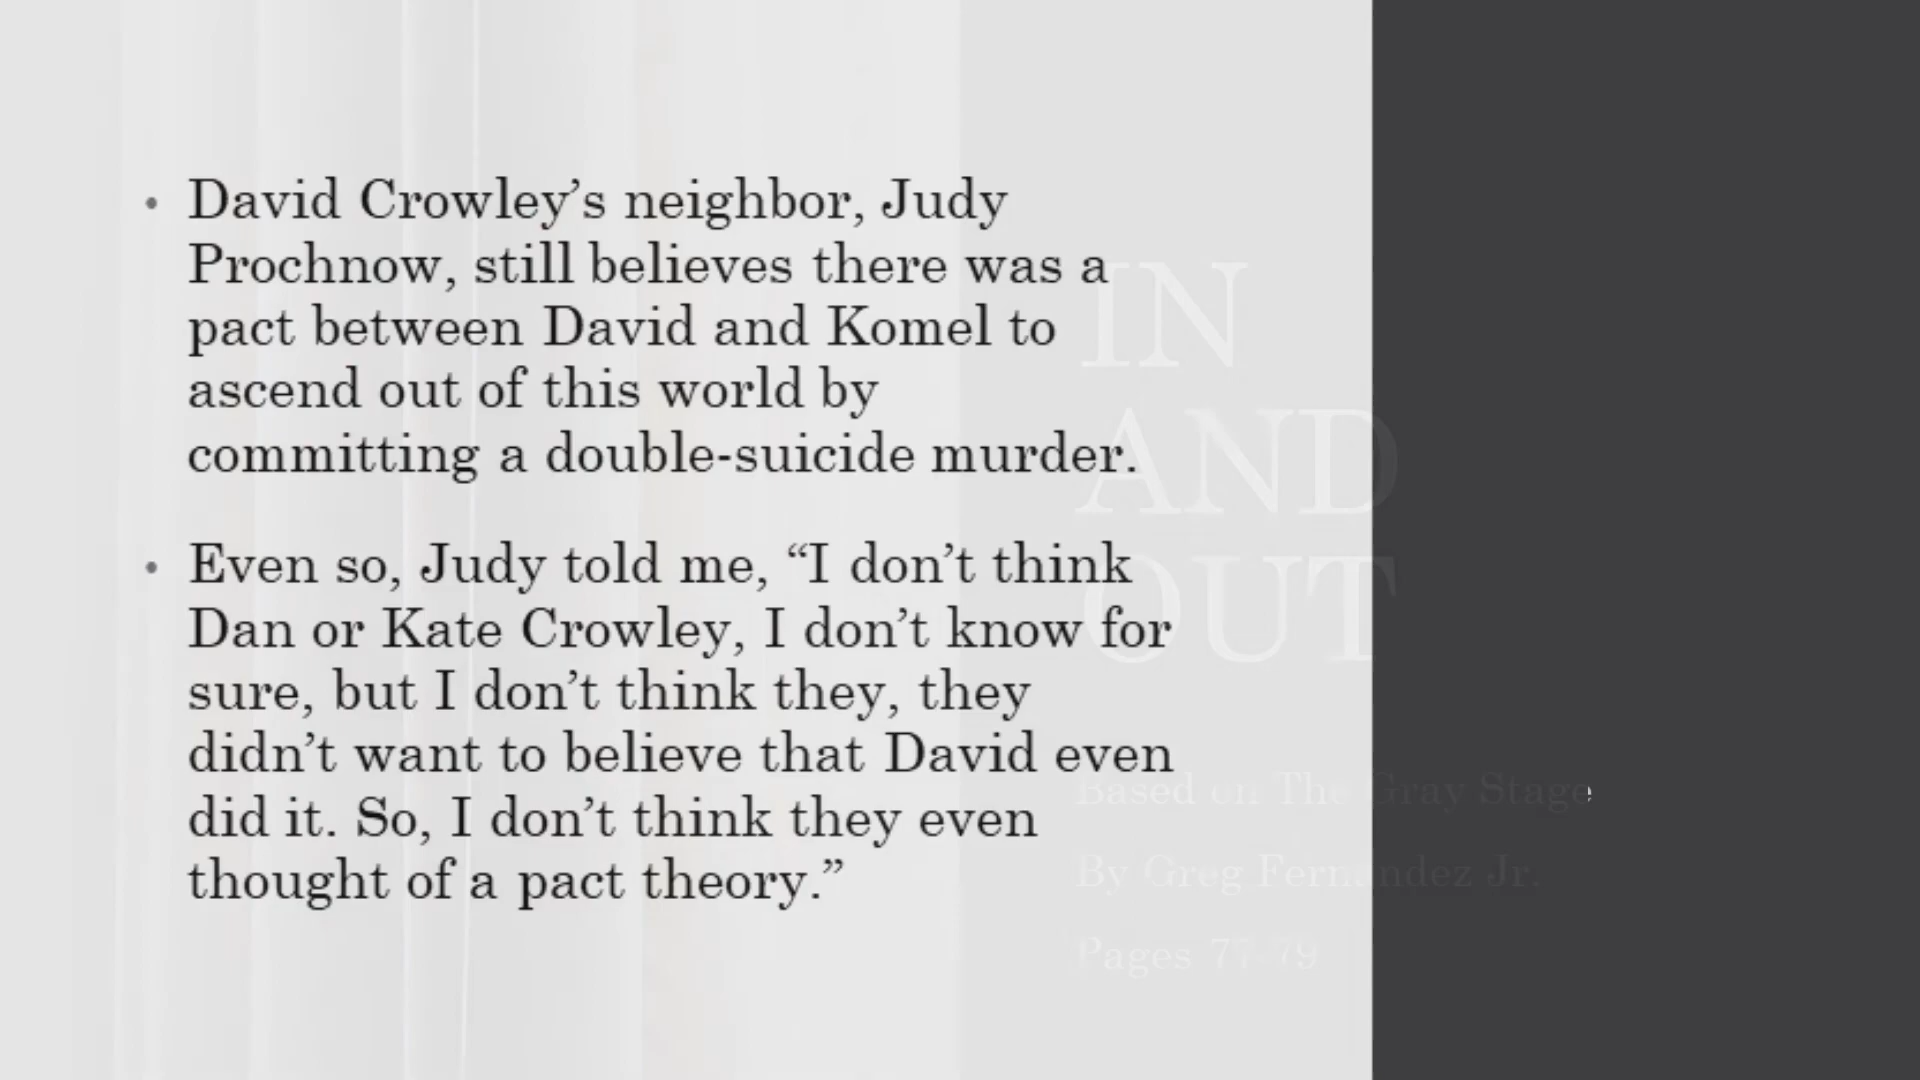 • David Crowley’s neighbor, Judy
Prochnow, still believes there was a
pact between David and Komel to
ascend out of this world by
committing a double-suicide murder.
• Even so, Judy told me, “I don’t think
Dan or Kate Crowley, I don’t know for
sure, but I don’t think they, they
didn’t want to believe that David even
did it. So, I don’t think they even
thought of a pact theory.”
IN
AND
OUT
Based on The Gray Stage
By Greg Fernandez Jr.
Pages 77-79